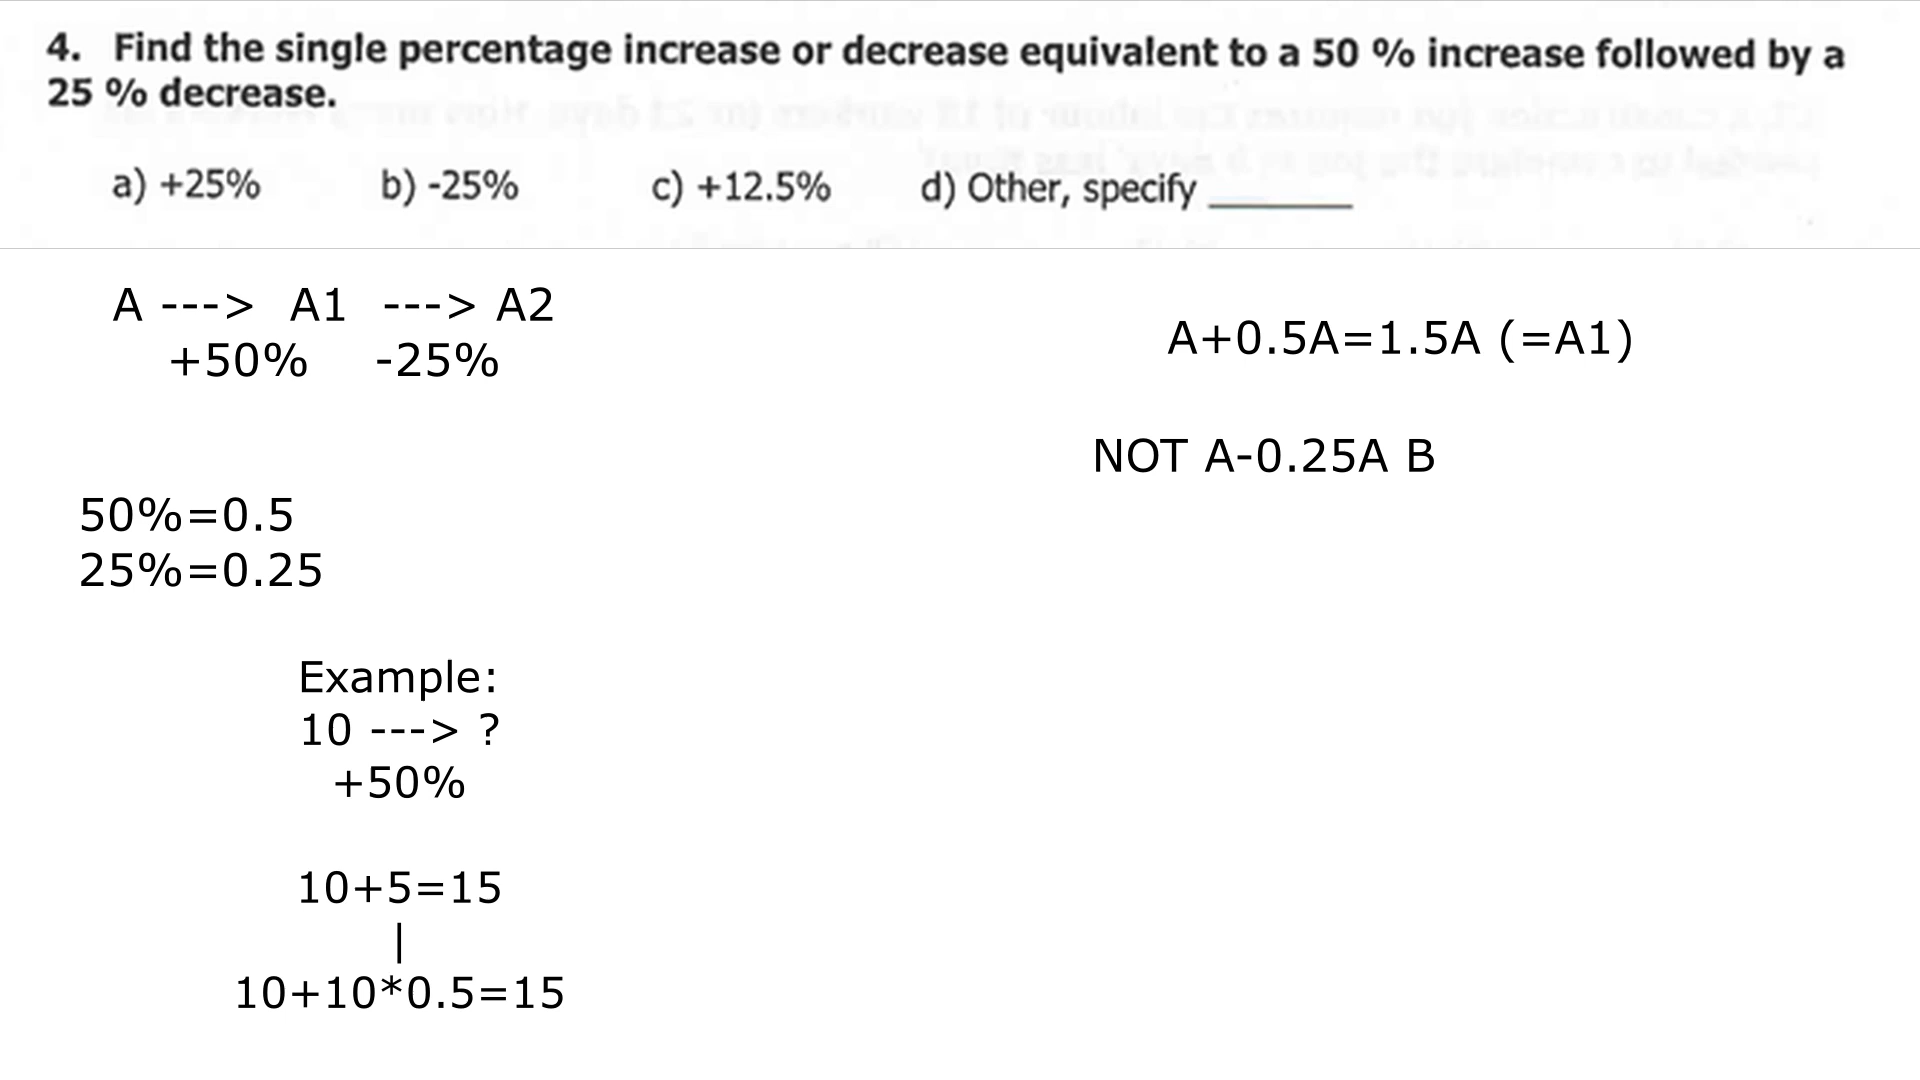 4. Find the single percentage increase or decrease equivalent to a 50 % increase followed by a
25 % decrease.
a) +25% b) -25% c) +12.5% d) Other, specify ________
A ---> A1 ---> A2
+50% -25%
A+0.5A=1.5A (=A1)
NOT A-0.25A B
50%=0.5
25%=0.25
Example:
10 ---> ?
+50%
10+5=15
|
10+10*0.5=15